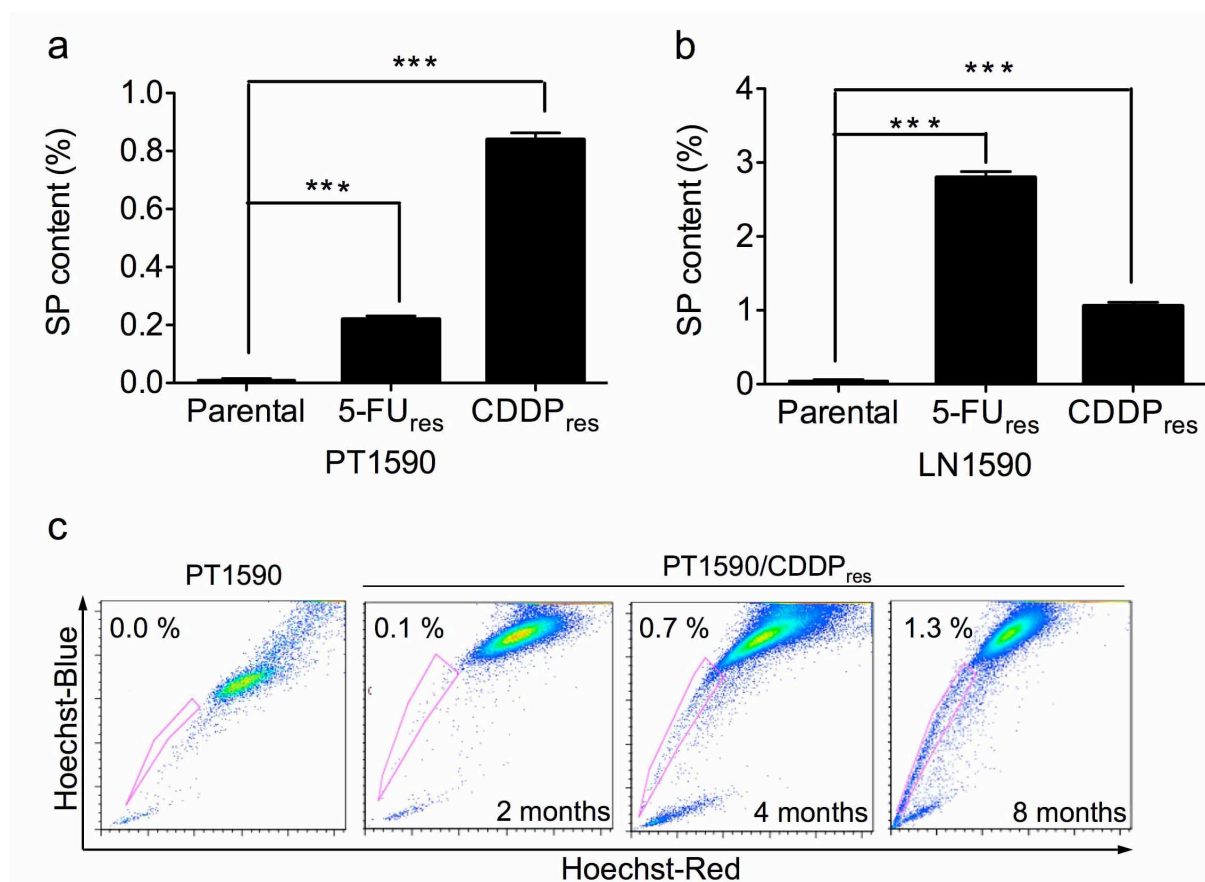 a
***
***
SP content (%)
1.0
0.8
0.6
0.4
0.2
0.0
Parental 5-FUres CDDPres
PT1590
b
***
***
SP content (%)
4
3
2
1
0
Parental 5-FUres CDDPres
LN1590
c
PT1590
PT1590/CDDPres
Hoechst-Blue
0.0 %
0.1 %
2 months
0.7 %
4 months
1.3 %
8 months
Hoechst-Red